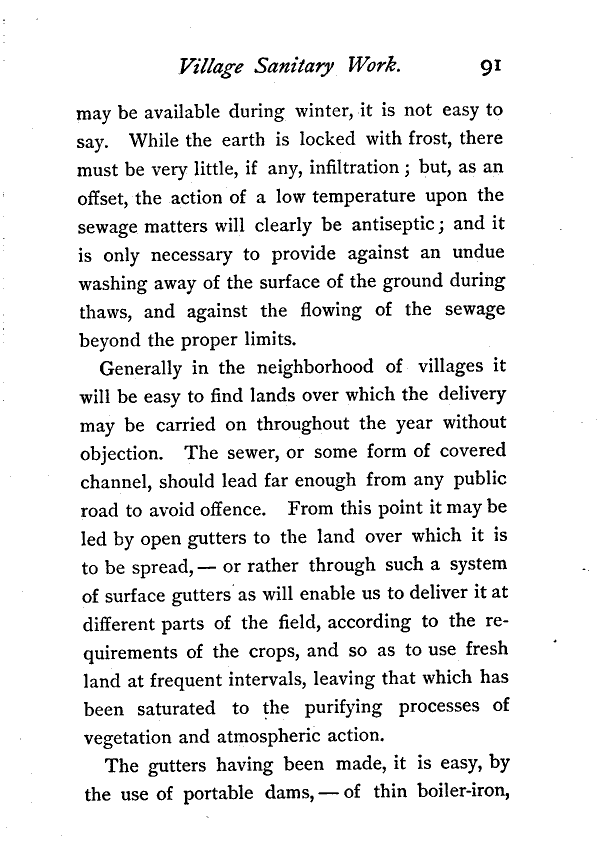 Village Sanitary Work. 91
may be available during winter, it is not easy to
say. While the earth is locked with frost, there
must be very little, if any, infiltration; but, as an
offset, the action of a low temperature upon the
sewage matters will clearly be antiseptic; and it
is only necessary to provide against an undue
washing away of the surface of the ground during
thaws, and against the flowing of the sewage
beyond the proper limits.
Generally in the neighborhood of villages it
will be easy to find lands over which the delivery
may be carried on throughout the year without
objection. The sewer, or some form of covered
channel, should lead far enough from any public
road to avoid offence. From this point it may be
led by open gutters to the land over which it is
to be spread, — or rather through such a system
of surface gutters as will enable us to deliver it at
different parts of the field, according to the re-
quirements of the crops, and so as to use fresh
land at frequent intervals, leaving that which has
been saturated to the purifying processes of
vegetation and atmospheric action.
The gutters having been made, it is easy, by
the use of portable dams, — of thin boiler-iron,